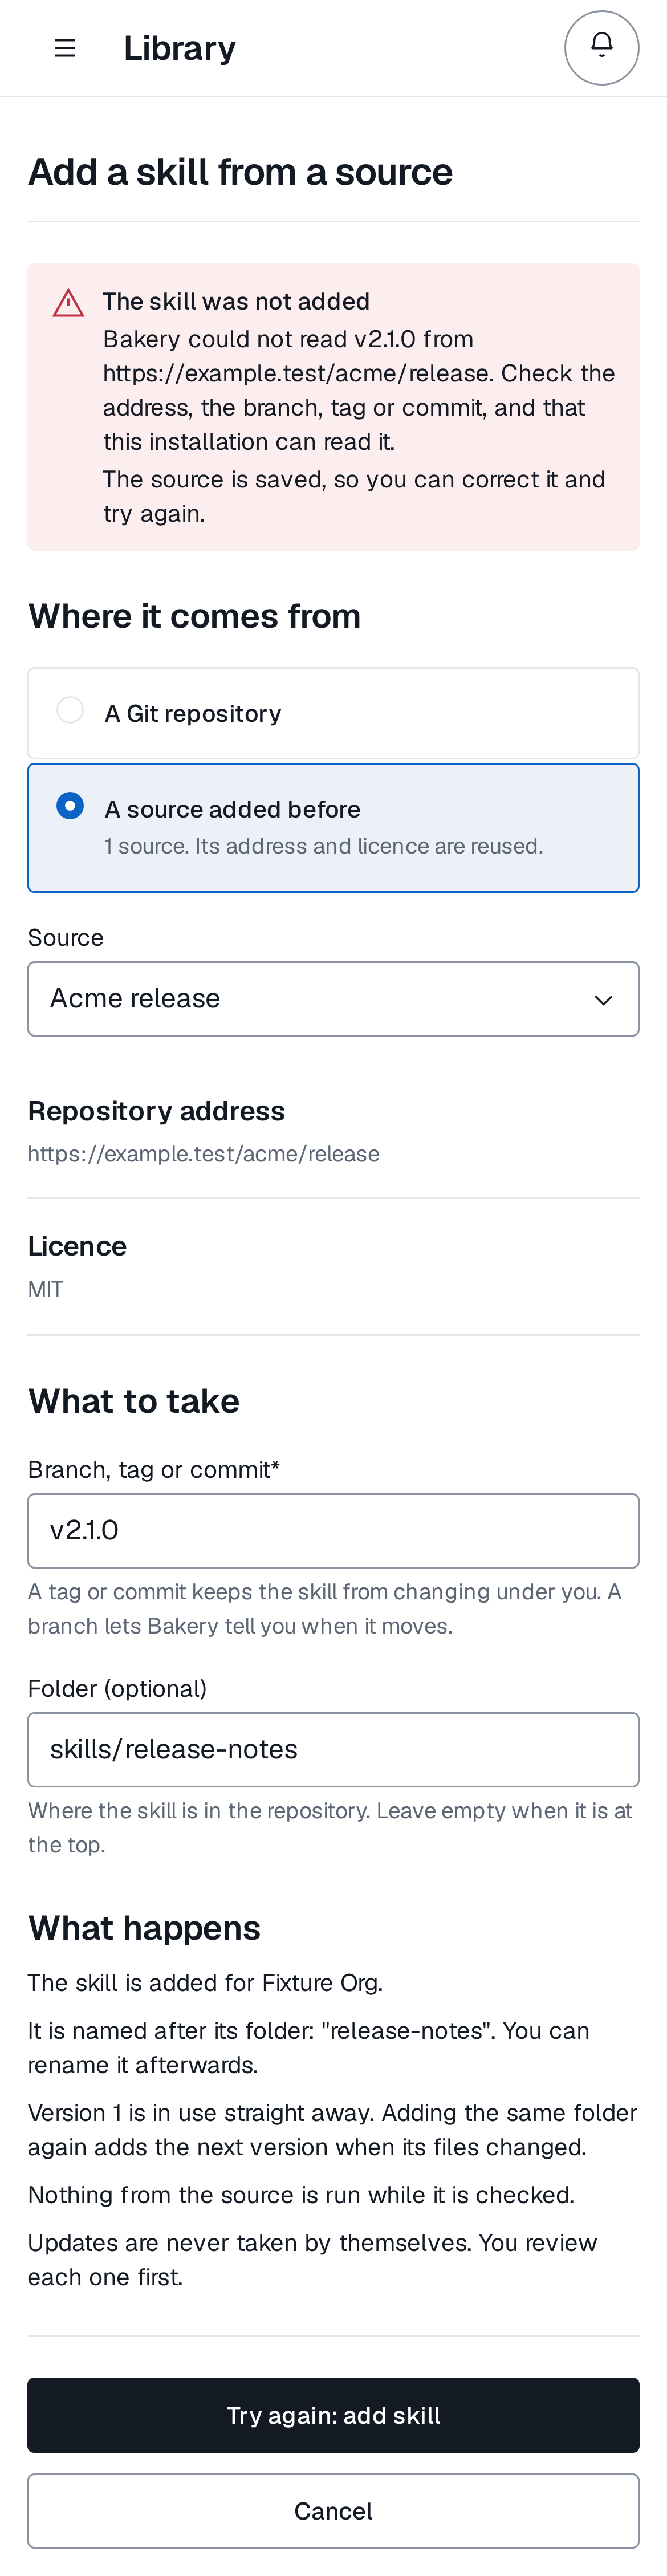 Library
Add a skill from a source
The skill was not added
Bakery could not read v2.1.0 from
https://example.test/acme/release. Check the
address, the branch, tag or commit, and that
this installation can read it.
The source is saved, so you can correct it and
try again.
Where it comes from
A Git repository
A source added before
1 source. Its address and licence are reused.
Source
Acme release
Repository address
https://example.test/acme/release
Licence
MIT
What to take
Branch, tag or commit*
v2.1.0
A tag or commit keeps the skill from changing under you. A
branch lets Bakery tell you when it moves.
Folder (optional)
skills/release-notes
Where the skill is in the repository. Leave empty when it is at
the top.
What happens
The skill is added for Fixture Org.
It is named after its folder: "release-notes". You can
rename it afterwards.
Version 1 is in use straight away. Adding the same folder
again adds the next version when its files changed.
Nothing from the source is run while it is checked.
Updates are never taken by themselves. You review
each one first.
Try again: add skill
Cancel